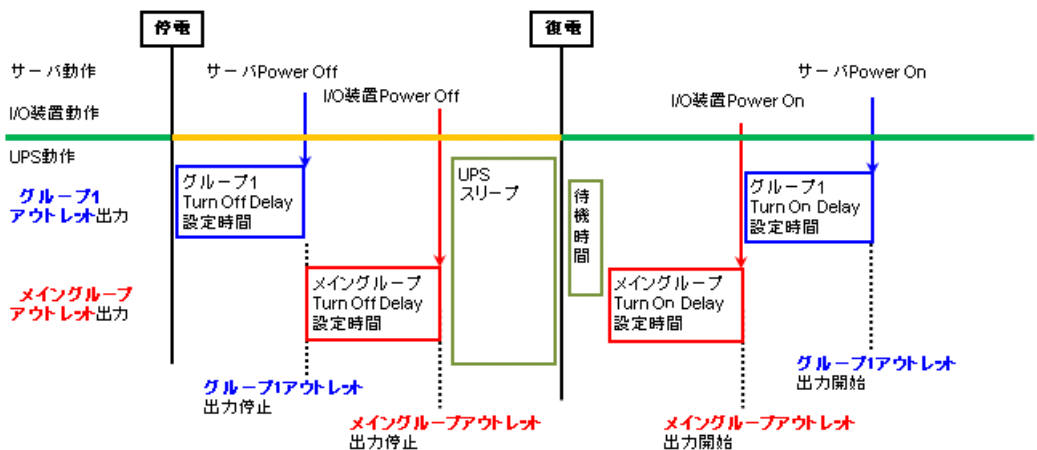 停電
復電
サーバ動作
サーバPower Off
サーバPower On
I/O装置Power Off
I/O装置Power On
I/O装置動作
UPS動作
グループ1
アウトレット出力
グループ1
Turn Off Delay
設定時間
UPS
スリープ
待機時間
グループ1
Turn On Delay
設定時間
メイングループ
アウトレット出力
メイングループ
Turn Off Delay
設定時間
メイングループ
Turn On Delay
設定時間
グループ1アウトレット
出力停止
グループ1アウトレット
出力開始
メイングループアウトレット
出力停止
メイングループアウトレット
出力開始